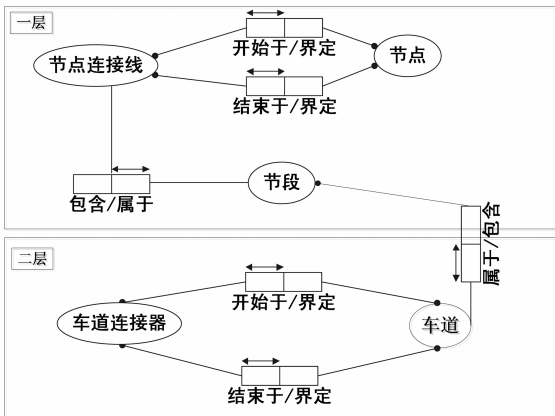 一层
开始于/界定
节点连接线
节点
结束于/界定
节段
包含/属于
属于/包含
二层
开始于/界定
车道连接器
车道
结束于/界定